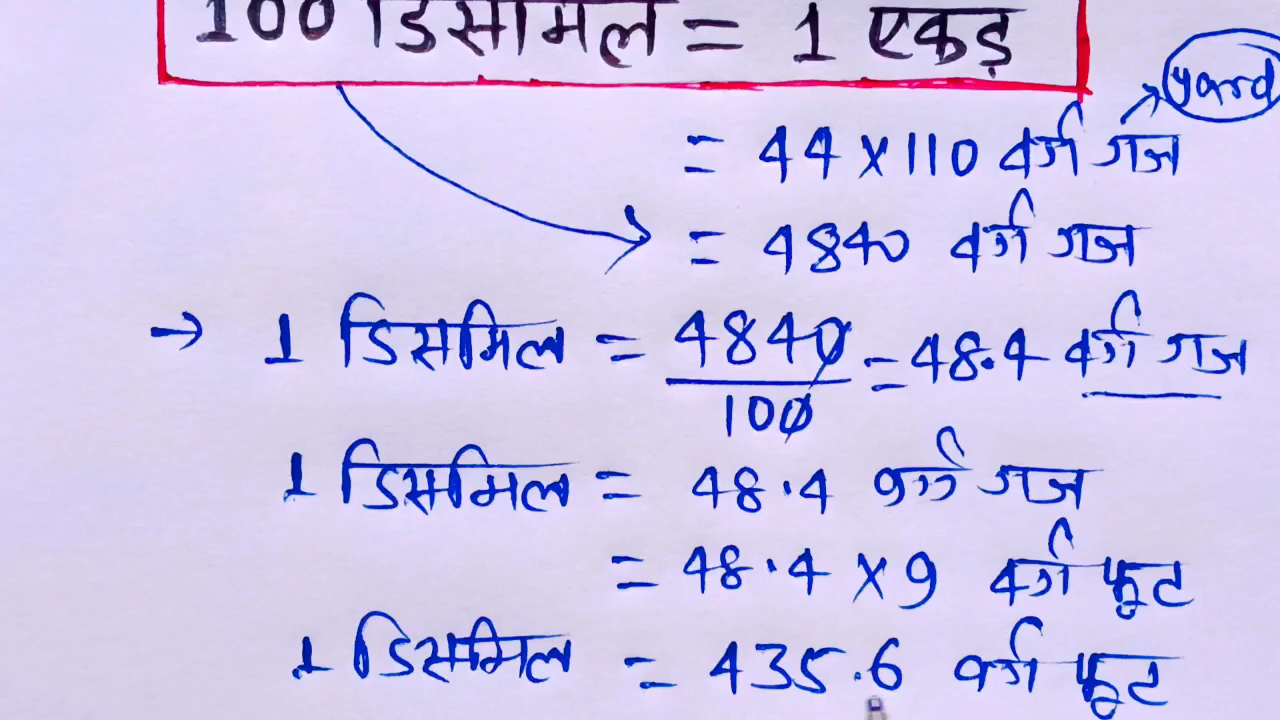 100 डिसमिल = 1 एकड़
yard
= 44 × 110 वर्ग गज
= 4840 वर्ग गज
→ 1 डिसमिल = 4840/100 = 48.4 वर्ग गज
1 डिसमिल = 48.4 वर्ग गज
= 48.4 × 9 वर्ग फूट
1 डिसमिल = 435.6 वर्ग फूट